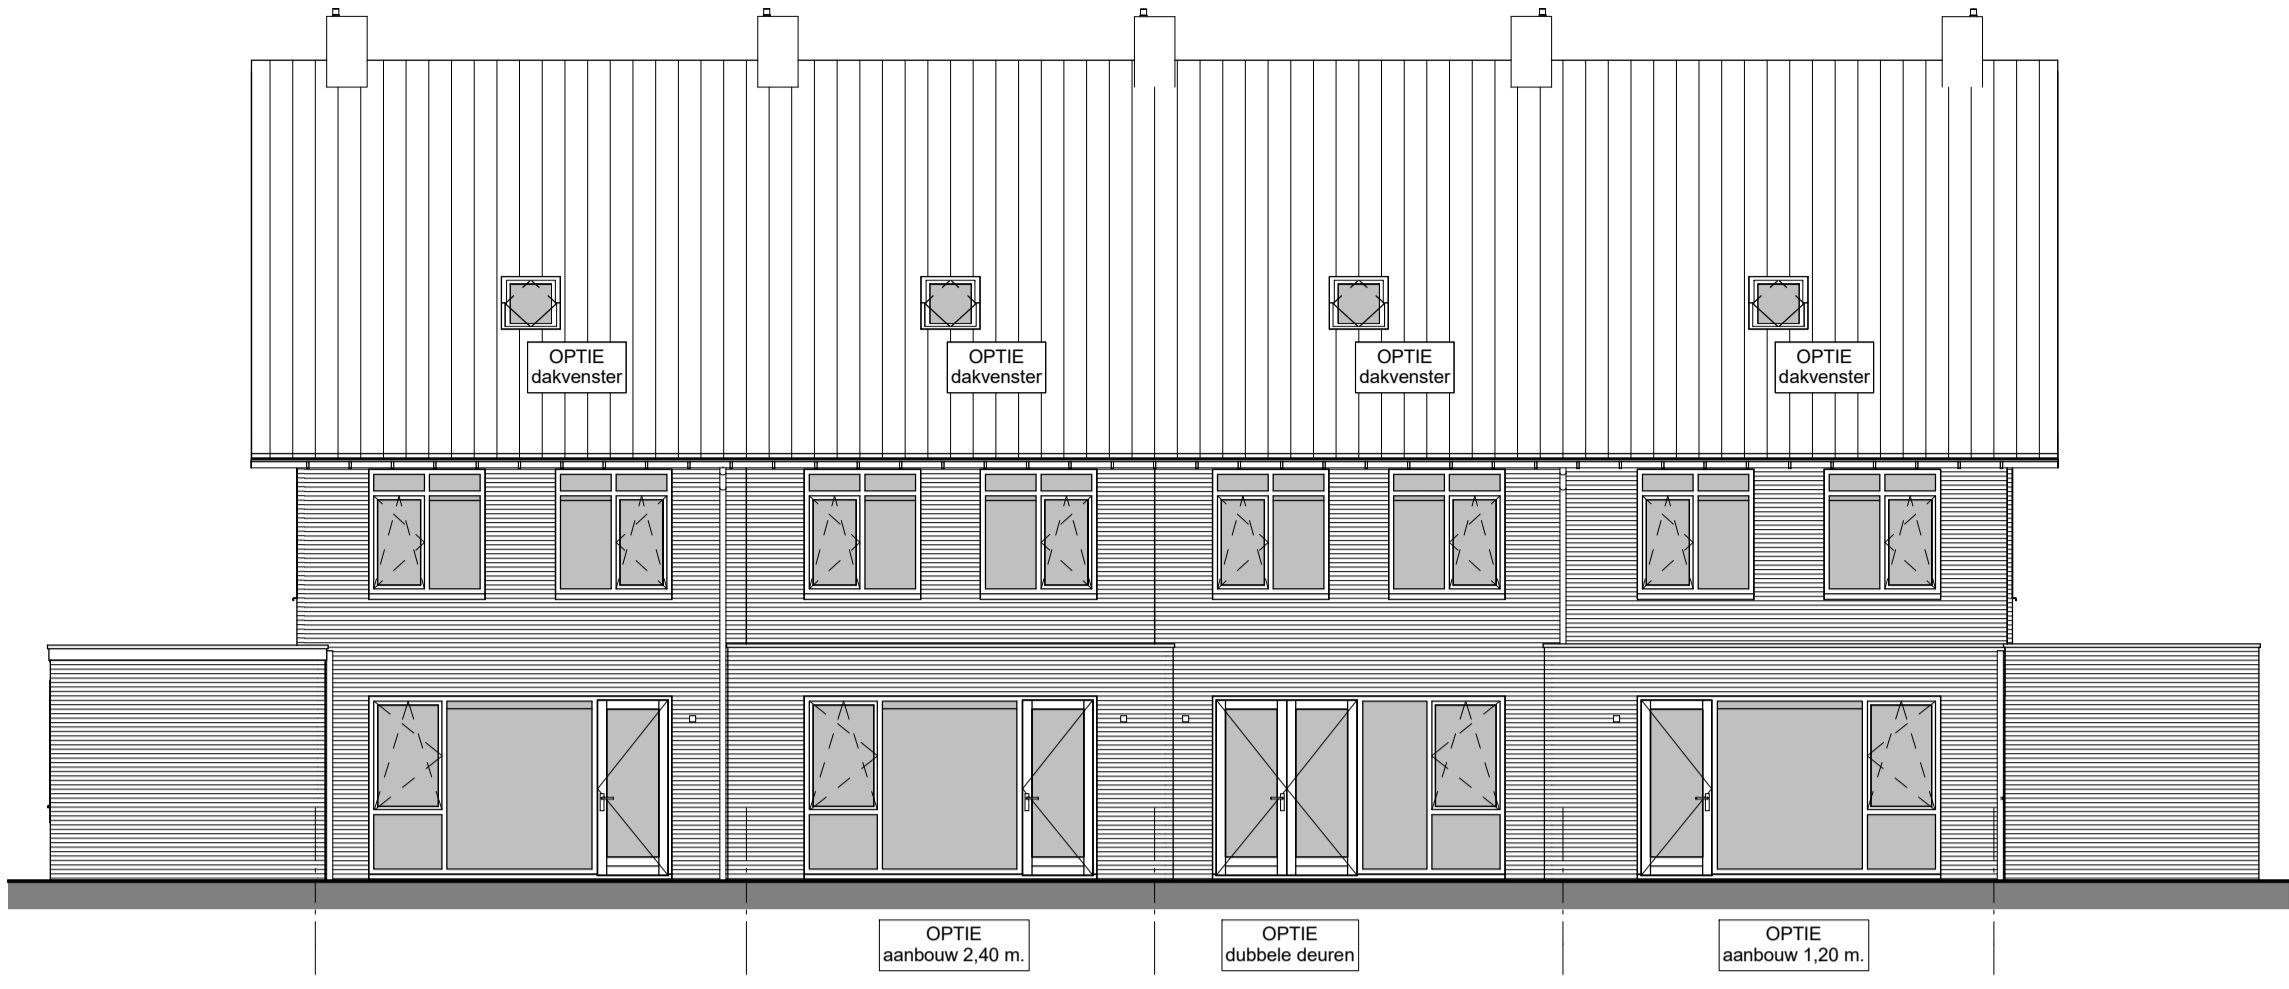 OPTIE
dakvenster
OPTIE
dakvenster
OPTIE
dakvenster
OPTIE
dakvenster
OPTIE
aanbouw 2,40 m.
OPTIE
dubbele deuren
OPTIE
aanbouw 1,20 m.